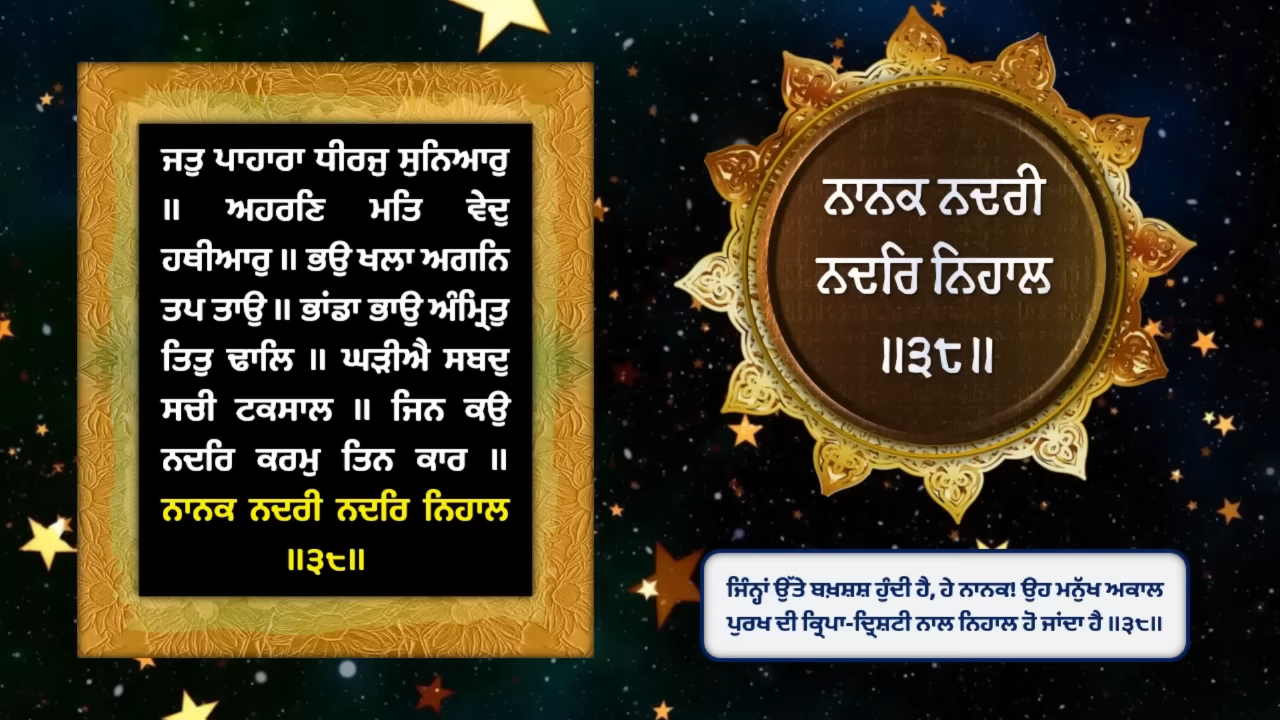 ਜਤੁ ਪਾਹਾਰਾ ਧੀਰਜੁ ਸੁਨਿਆਰੁ
॥ ਅਹਰਣਿ ਮਤਿ ਵੇਦੁ
ਹਥੀਆਰੁ ॥ ਭਉ ਖਲਾ ਅਗਨਿ
ਤਪ ਤਾਉ ॥ ਭਾਂਡਾ ਭਾਉ ਅੰਮ੍ਰਿਤੁ
ਤਿਤੁ ਢਾਲਿ ॥ ਘੜੀਐ ਸਬਦੁ
ਸਚੀ ਟਕਸਾਲ ॥ ਜਿਨ ਕਉ
ਨਦਰਿ ਕਰਮੁ ਤਿਨ ਕਾਰ ॥
ਨਾਨਕ ਨਦਰੀ ਨਦਰਿ ਨਿਹਾਲ
॥੩੮॥
ਨਾਨਕ ਨਦਰੀ
ਨਦਰਿ ਨਿਹਾਲ
॥੩੮॥
ਜਿੰਨ੍ਹਾਂ ਉੱਤੇ ਬਖ਼ਸ਼ਸ਼ ਹੁੰਦੀ ਹੈ, ਹੇ ਨਾਨਕ! ਉਹ ਮਨੁੱਖ ਅਕਾਲ
ਪੁਰਖ ਦੀ ਕ੍ਰਿਪਾ-ਦ੍ਰਿਸ਼ਟੀ ਨਾਲ ਨਿਹਾਲ ਹੋ ਜਾਂਦਾ ਹੈ ॥੩੮॥